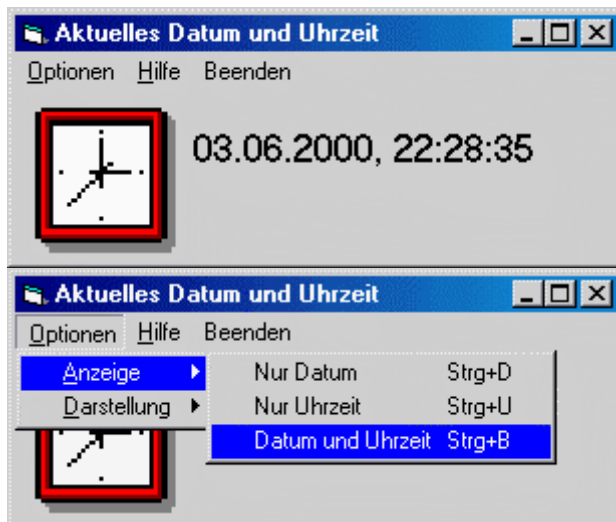 Aktuelles Datum und Uhrzeit
Optionen Hilfe Beenden
03.06.2000, 22:28:35
Aktuelles Datum und Uhrzeit
Optionen Hilfe Beenden
Anzeige Nur Datum Strg+D
Darstellung Nur Uhrzeit Strg+U
Datum und Uhrzeit Strg+B